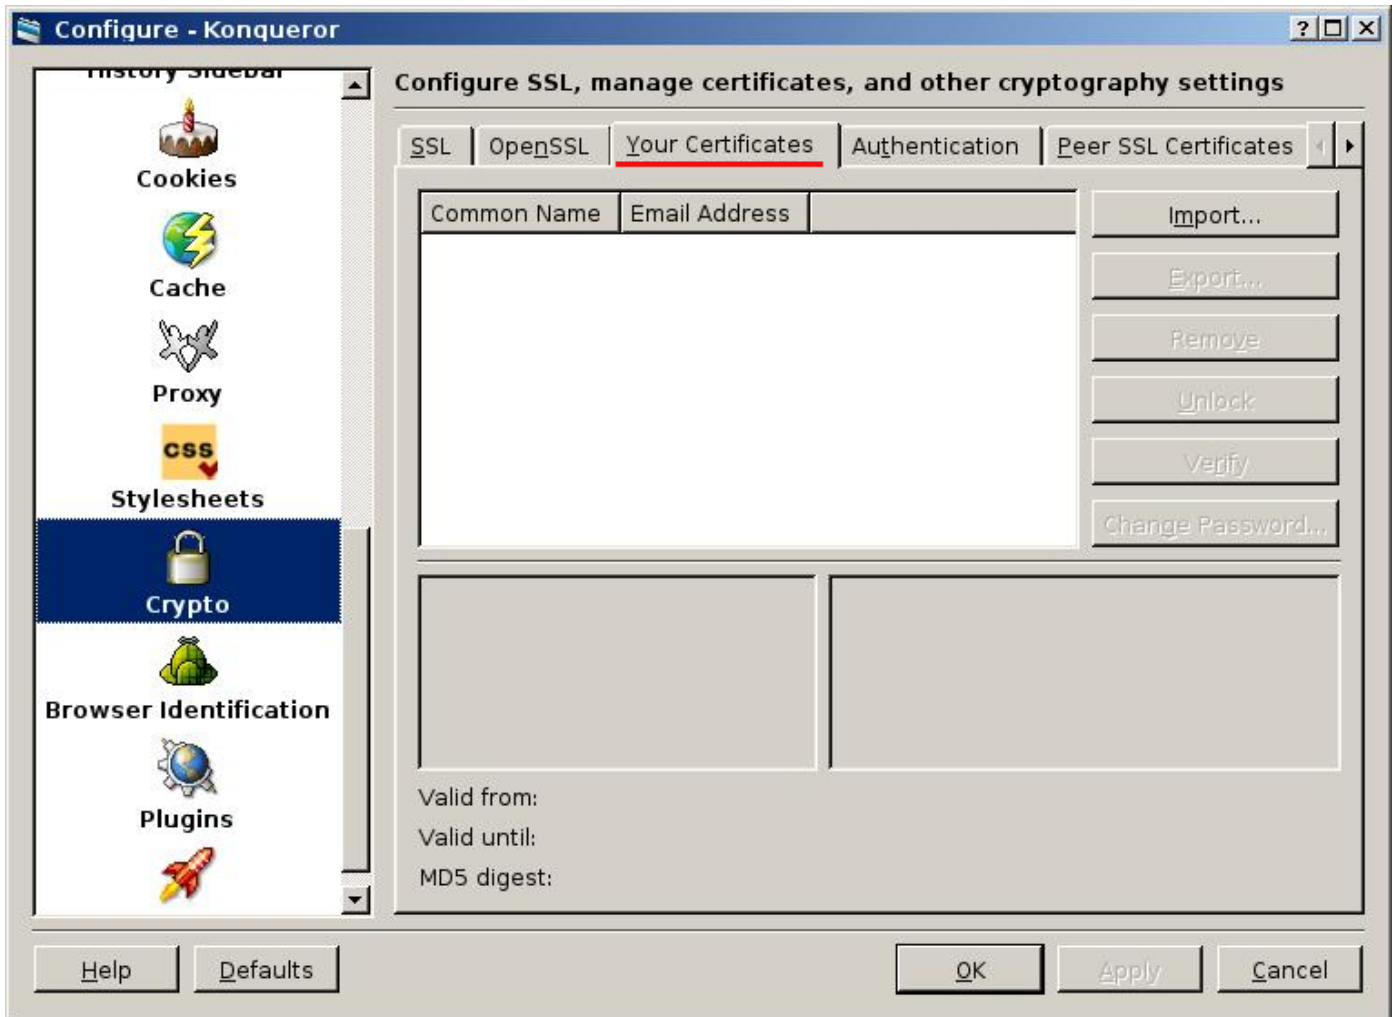 Configure - Konqueror
History Sidebar
Cookies
Cache
Proxy
css
Stylesheets
Crypto
Browser Identification
Plugins
Configure SSL, manage certificates, and other cryptography settings
SSL
OpenSSL
Your Certificates
Authentication
Peer SSL Certificates
Common Name
Email Address
Import...
Export...
Remove
Unlock
Verify
Change Password...
Valid from:
Valid until:
MD5 digest:
Help
Defaults
OK
Apply
Cancel